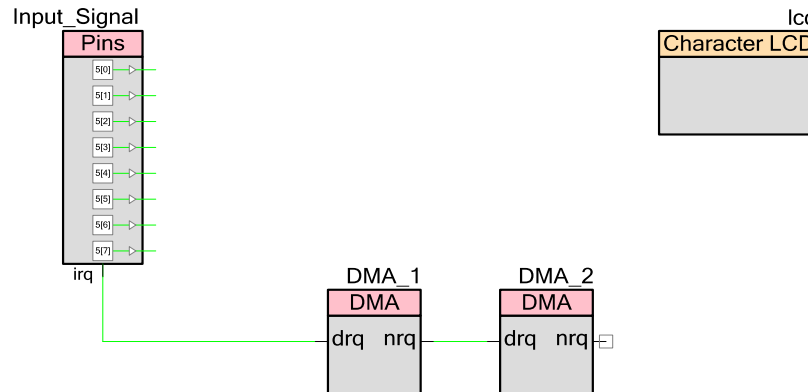 Input_Signal
Pins
5[0]
5[1]
5[2]
5[3]
5[4]
5[5]
5[6]
5[7]
irq
lcd
Character LCD
DMA_1
DMA
drq nrq
DMA_2
DMA
drq nrq